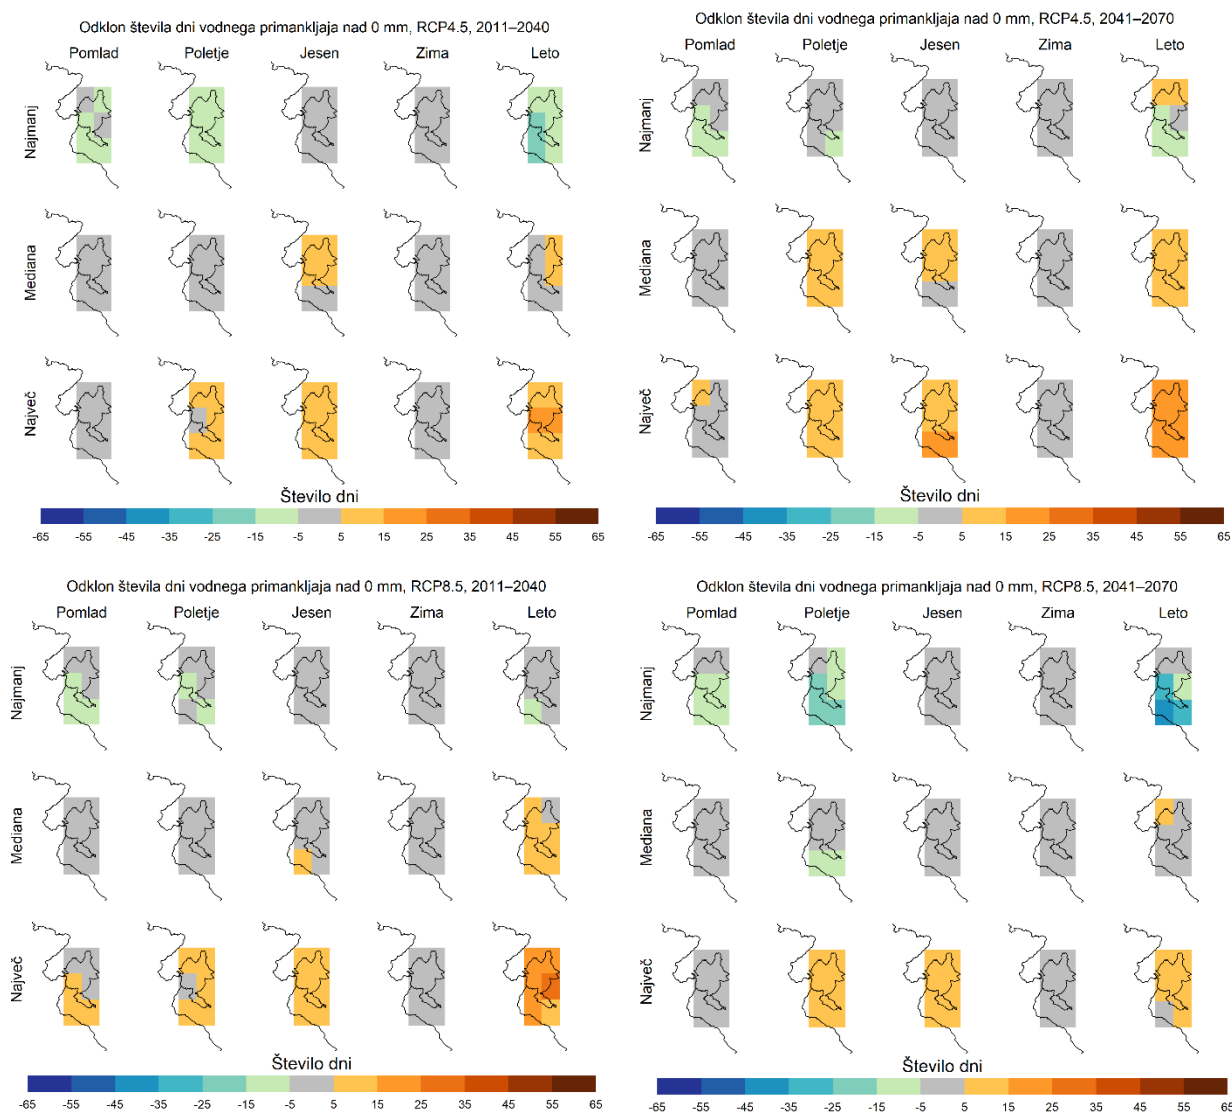 Odklon števila dni vodnega primankljaja nad 0 mm, RCP4.5, 2011–2040
Pomlad Poletje Jesen Zima Leto
Najmanj
Mediana
Največ
Število dni
-65 -55 -45 -35 -25 -15 -5 5 15 25 35 45 55 65
Odklon števila dni vodnega primankljaja nad 0 mm, RCP4.5, 2041–2070
Pomlad Poletje Jesen Zima Leto
Najmanj
Mediana
Največ
Število dni
-65 -55 -45 -35 -25 -15 -5 5 15 25 35 45 55 65
Odklon števila dni vodnega primankljaja nad 0 mm, RCP8.5, 2011–2040
Pomlad Poletje Jesen Zima Leto
Najmanj
Mediana
Največ
Število dni
-65 -55 -45 -35 -25 -15 -5 5 15 25 35 45 55 65
Odklon števila dni vodnega primankljaja nad 0 mm, RCP8.5, 2041–2070
Pomlad Poletje Jesen Zima Leto
Najmanj
Mediana
Največ
Število dni
-65 -55 -45 -35 -25 -15 -5 5 15 25 35 45 55 65